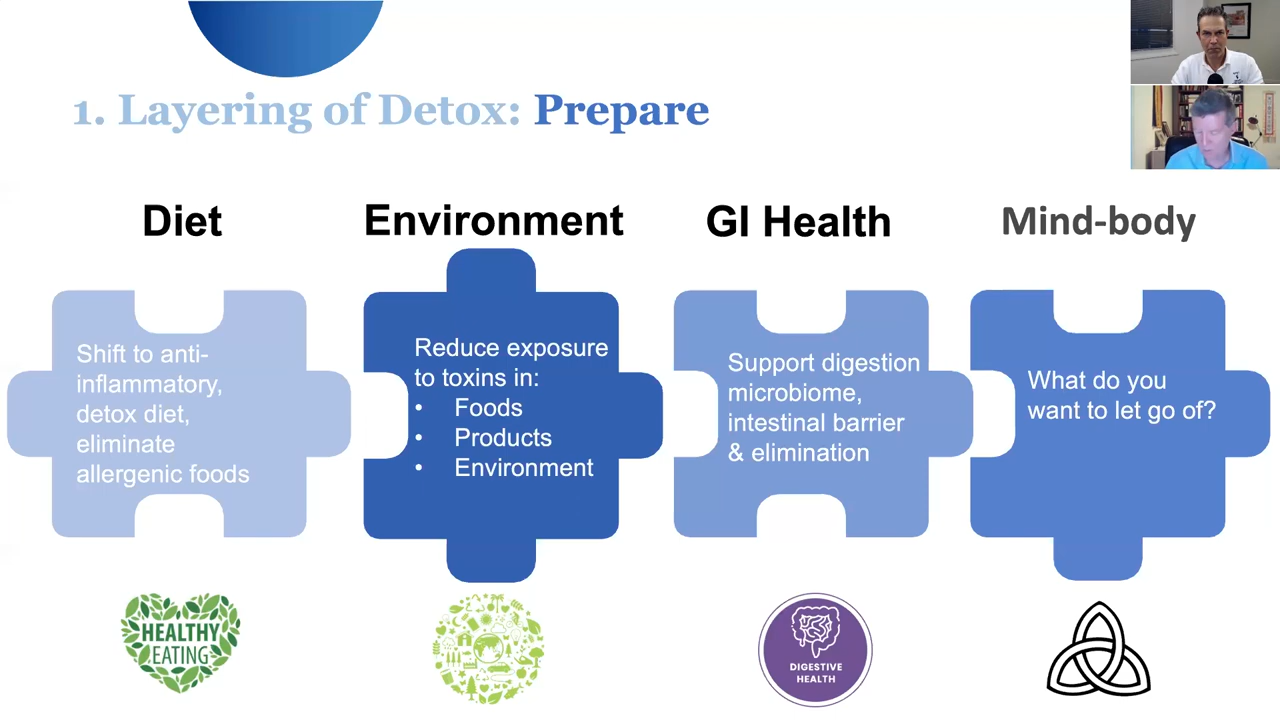 1. Layering of Detox: Prepare
Diet
Environment
GI Health
Mind-body
Shift to anti-
inflammatory,
detox diet,
eliminate
allergenic foods
Reduce exposure
to toxins in:
• Foods
• Products
• Environment
Support digestion
microbiome,
intestinal barrier
& elimination
What do you
want to let go of?
HEALTHY
EATING
DIGESTIVE
HEALTH